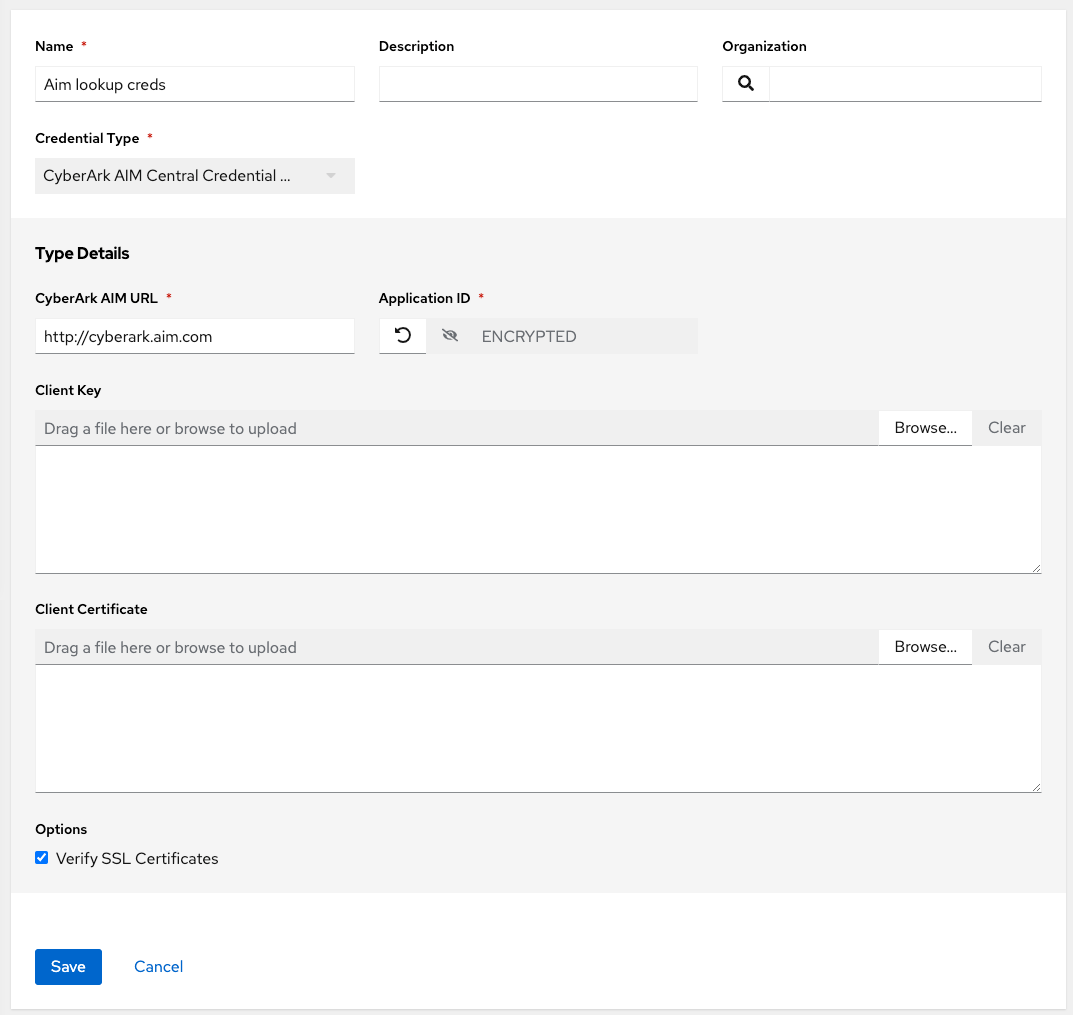 Name *
Description
Organization
Aim lookup creds
Credential Type *
CyberArk AIM Central Credential ...
Type Details
CyberArk AIM URL *
Application ID *
http://cyberark.aim.com
ENCRYPTED
Client Key
Drag a file here or browse to upload
Browse...
Clear
Client Certificate
Drag a file here or browse to upload
Browse...
Clear
Options
Verify SSL Certificates
Save
Cancel